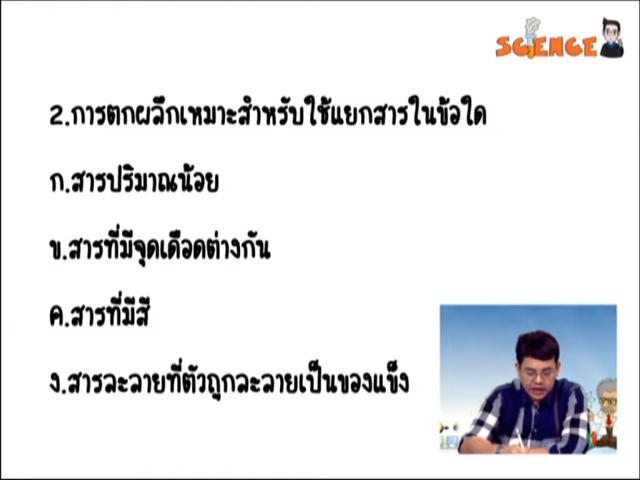 SCIENCE
2.การตกผลึกเหมาะสำหรับใช้แยกสารในข้อใด
ก.สารปริมาณน้อย
ข.สารที่มีจุดเดือดต่างกัน
ค.สารที่มีสี
ง.สารละลายที่ตัวถูกละลายเป็นของแข็ง